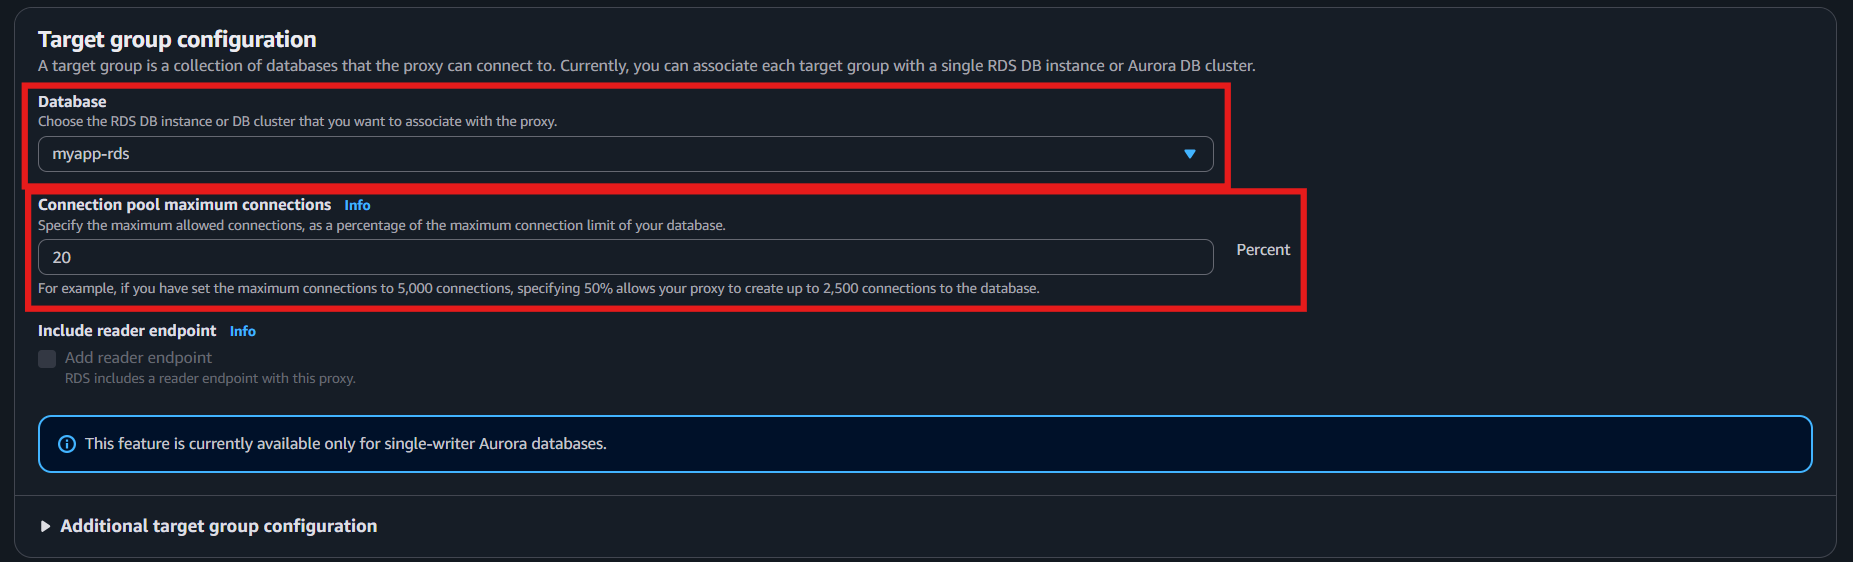 Target group configuration
A target group is a collection of databases that the proxy can connect to. Currently, you can associate each target group with a single RDS DB instance or Aurora DB cluster.
Database
Choose the RDS DB instance or DB cluster that you want to associate with the proxy.
myapp-rds
Connection pool maximum connections Info
Specify the maximum allowed connections, as a percentage of the maximum connection limit of your database.
20 Percent
For example, if you have set the maximum connections to 5,000 connections, specifying 50% allows your proxy to create up to 2,500 connections to the database.
Include reader endpoint Info
Add reader endpoint
RDS includes a reader endpoint with this proxy.
This feature is currently available only for single-writer Aurora databases.
Additional target group configuration